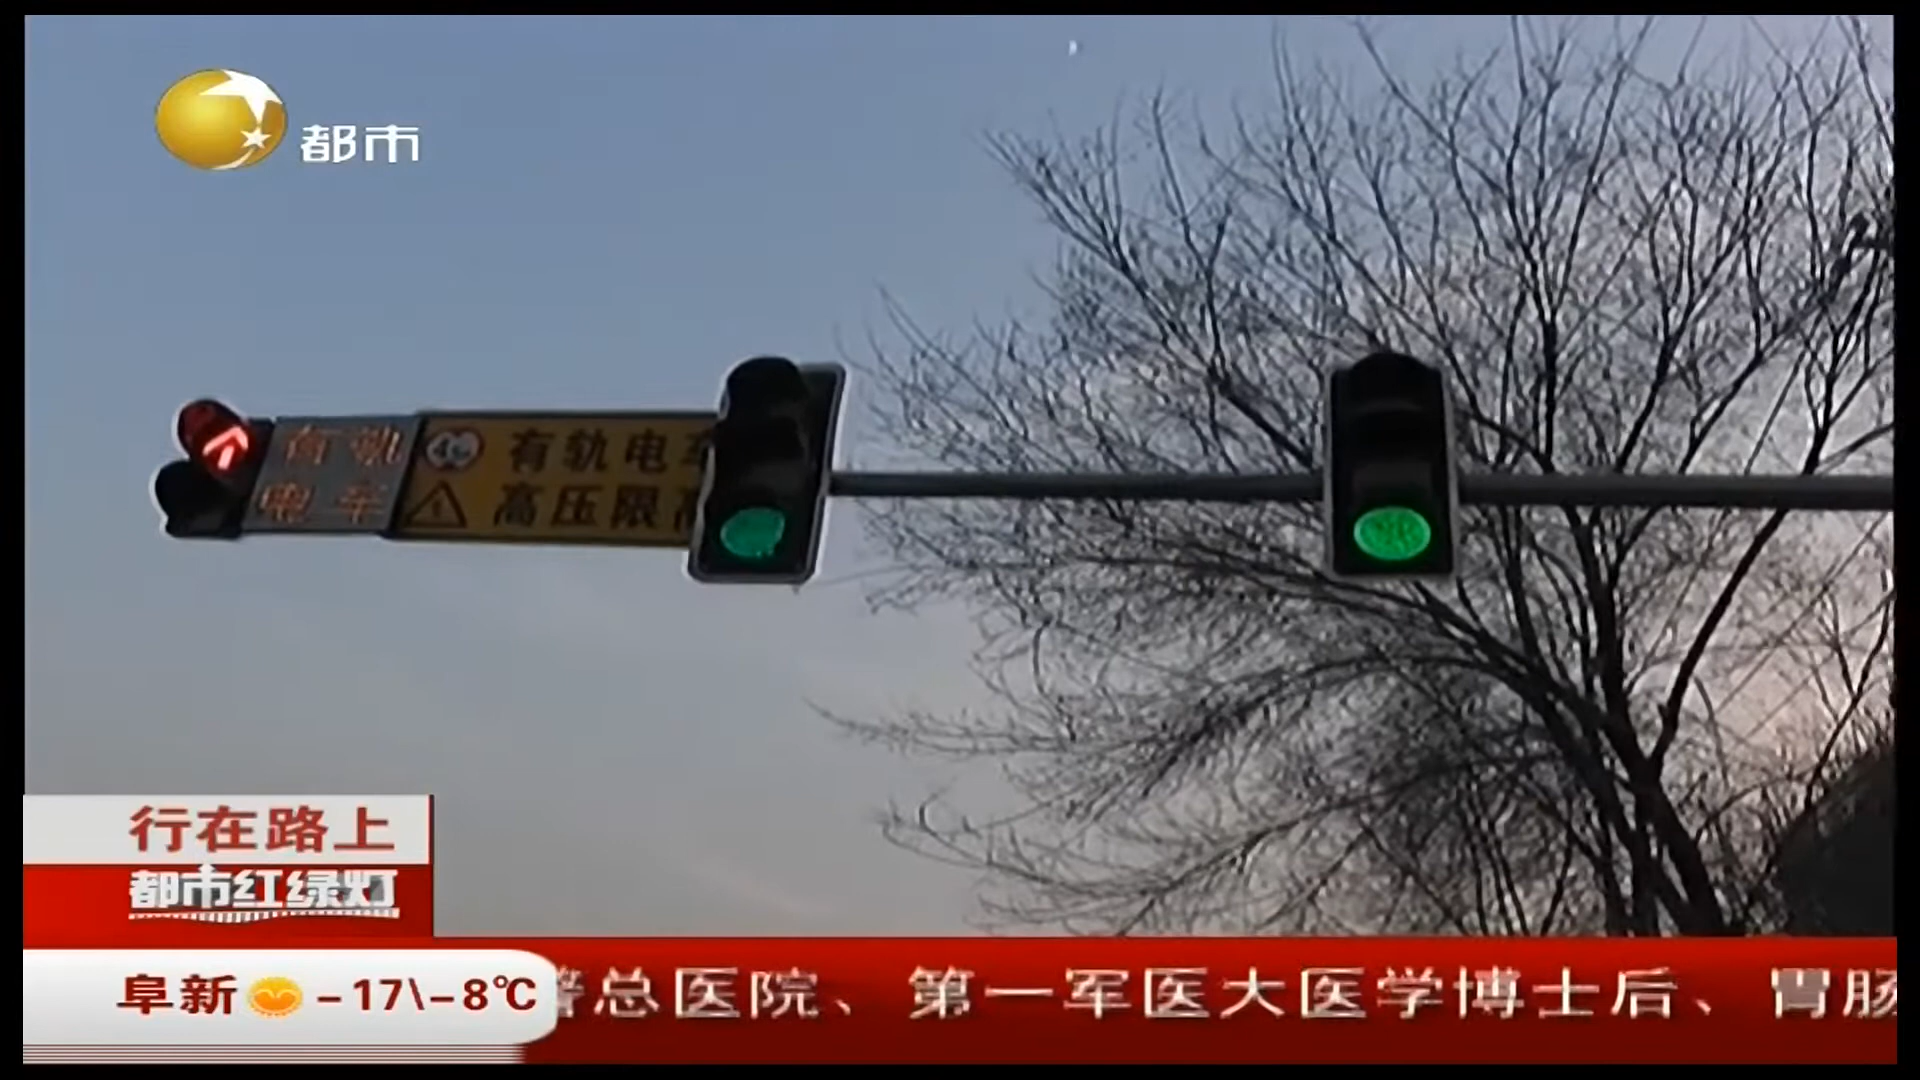 都市
有轨
电车
有轨电车
高压限高
行在路上
都市红绿灯
阜新 -17\-8℃
警总医院、第一军医大医学博士后、胃肠